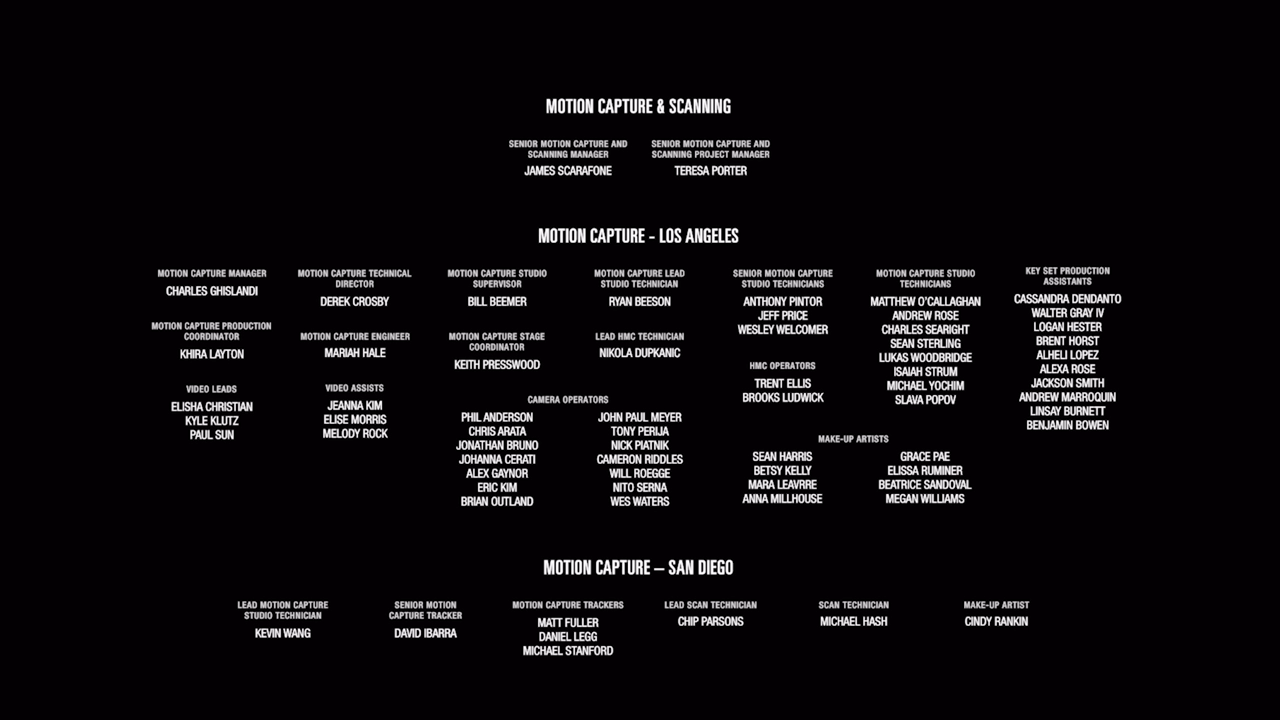 MOTION CAPTURE & SCANNING
SENIOR MOTION CAPTURE AND
SCANNING MANAGER
JAMES SCARAFONE
SENIOR MOTION CAPTURE AND
SCANNING PROJECT MANAGER
TERESA PORTER
MOTION CAPTURE - LOS ANGELES
MOTION CAPTURE MANAGER
CHARLES GHISLANDI
MOTION CAPTURE PRODUCTION
COORDINATOR
KHIRA LAYTON
VIDEO LEADS
ELISHA CHRISTIAN
KYLE KLUTZ
PAUL SUN
MOTION CAPTURE TECHNICAL
DIRECTOR
DEREK CROSBY
MOTION CAPTURE ENGINEER
MARIAH HALE
VIDEO ASSISTS
JEANNA KIM
ELISE MORRIS
MELODY ROCK
MOTION CAPTURE STUDIO
SUPERVISOR
BILL BEEMER
MOTION CAPTURE STAGE
COORDINATOR
KEITH PRESSWOOD
MOTION CAPTURE LEAD
STUDIO TECHNICIAN
RYAN BEESON
LEAD HMC TECHNICIAN
NIKOLA DUPKANIC
CAMERA OPERATORS
PHIL ANDERSON
CHRIS ARATA
JONATHAN BRUNO
JOHANNA CERATI
ALEX GAYNOR
ERIC KIM
BRIAN OUTLAND
JOHN PAUL MEYER
TONY PERIJA
NICK PIATNIK
CAMERON RIDDLES
WILL ROEGGE
NITO SERNA
WES WATERS
SENIOR MOTION CAPTURE
STUDIO TECHNICIANS
ANTHONY PINTOR
JEFF PRICE
WESLEY WELCOMER
HMC OPERATORS
TRENT ELLIS
BROOKS LUDWICK
MOTION CAPTURE STUDIO
TECHNICIANS
MATTHEW O'CALLAGHAN
ANDREW ROSE
CHARLES SEARIGHT
SEAN STERLING
LUKAS WOODBRIDGE
ISAIAH STRUM
MICHAEL YOCHIM
SLAVA POPOV
MAKE-UP ARTISTS
SEAN HARRIS
BETSY KELLY
MARA LEAVRRE
ANNA MILLHOUSE
GRACE PAE
ELISSA RUMINER
BEATRICE SANDOVAL
MEGAN WILLIAMS
KEY SET PRODUCTION
ASSISTANTS
CASSANDRA DENDANTO
WALTER GRAY IV
LOGAN HESTER
BRENT HORST
ALHELI LOPEZ
ALEXA ROSE
JACKSON SMITH
ANDREW MARROQUIN
LINSAY BURNETT
BENJAMIN BOWEN
MOTION CAPTURE – SAN DIEGO
LEAD MOTION CAPTURE
STUDIO TECHNICIAN
KEVIN WANG
SENIOR MOTION
CAPTURE TRACKER
DAVID IBARRA
MOTION CAPTURE TRACKERS
MATT FULLER
DANIEL LEGG
MICHAEL STANFORD
LEAD SCAN TECHNICIAN
CHIP PARSONS
SCAN TECHNICIAN
MICHAEL HASH
MAKE-UP ARTIST
CINDY RANKIN